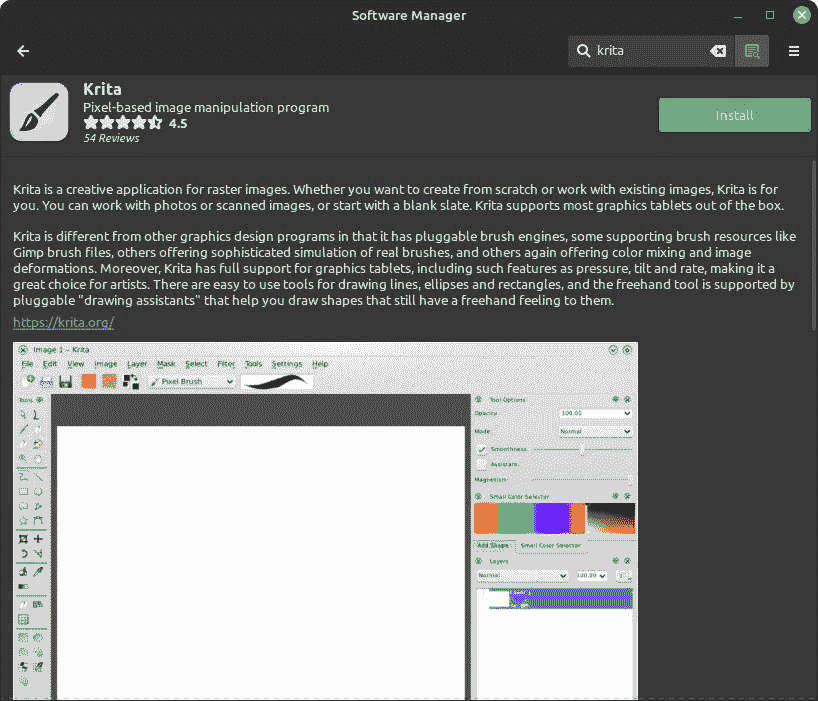 Software Manager
krita
Krita
Pixel-based image manipulation program
4.5
54 Reviews
Install
Krita is a creative application for raster images. Whether you want to create from scratch or work with existing images, Krita is for
you. You can work with photos or scanned images, or start with a blank slate. Krita supports most graphics tablets out of the box.
Krita is different from other graphics design programs in that it has pluggable brush engines, some supporting brush resources like
Gimp brush files, others offering sophisticated simulation of real brushes, and others again offering color mixing and image
deformations. Moreover, Krita has full support for graphics tablets, including such features as pressure, tilt and rate, making it a
great choice for artists. There are easy to use tools for drawing lines, ellipses and rectangles, and the freehand tool is supported by
pluggable "drawing assistants" that help you draw shapes that still have a freehand feeling to them.
https://krita.org/
Image 1 – Krita
File Edit View Image Layer Mask Select Filter Tools Settings Help
Pixel Brush
Tools
Tool Options
Opacity 100.00
Mode Normal
Smoothness
Assistant
Magnetism
Small Color Selector
Add Shape Small Color Selector
Layers
Normal 100.00